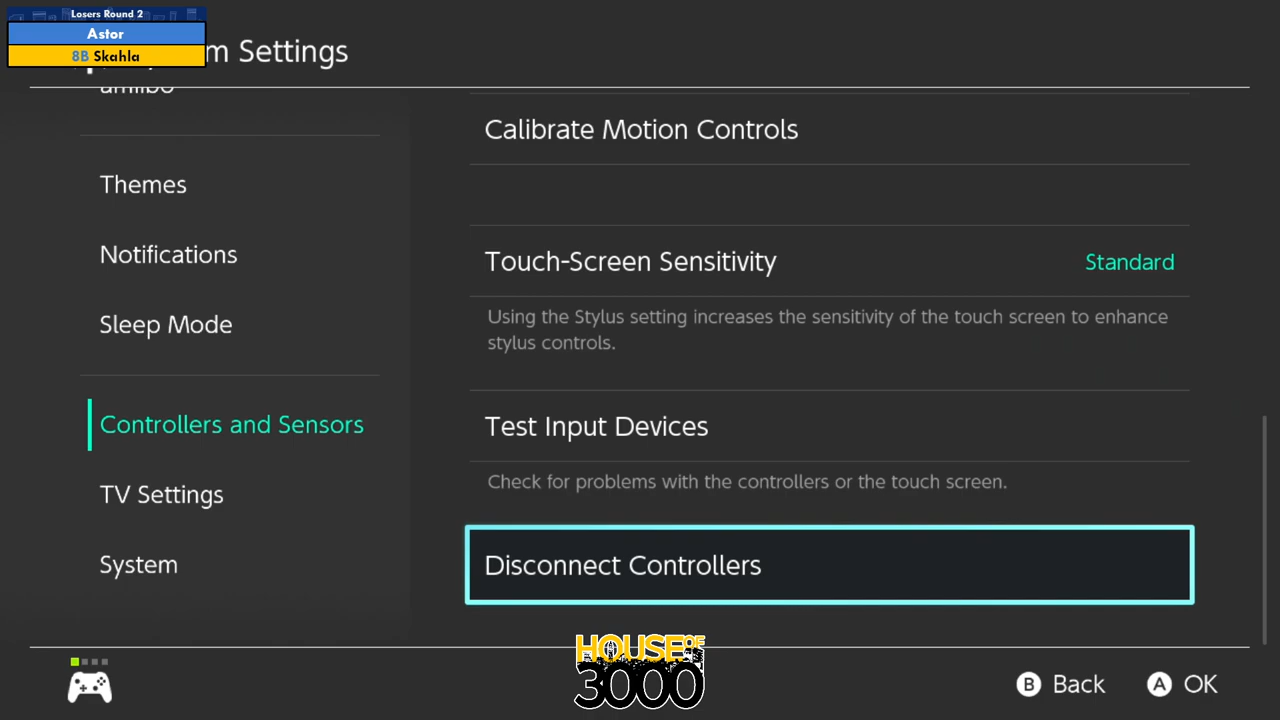 Losers Round 2
Astor
8B Skahla
m Settings
amiibo
Themes
Notifications
Sleep Mode
Controllers and Sensors
TV Settings
System
Calibrate Motion Controls
Touch-Screen Sensitivity Standard
Using the Stylus setting increases the sensitivity of the touch screen to enhance
stylus controls.
Test Input Devices
Check for problems with the controllers or the touch screen.
Disconnect Controllers
HOUSE OF
3000
B Back A OK